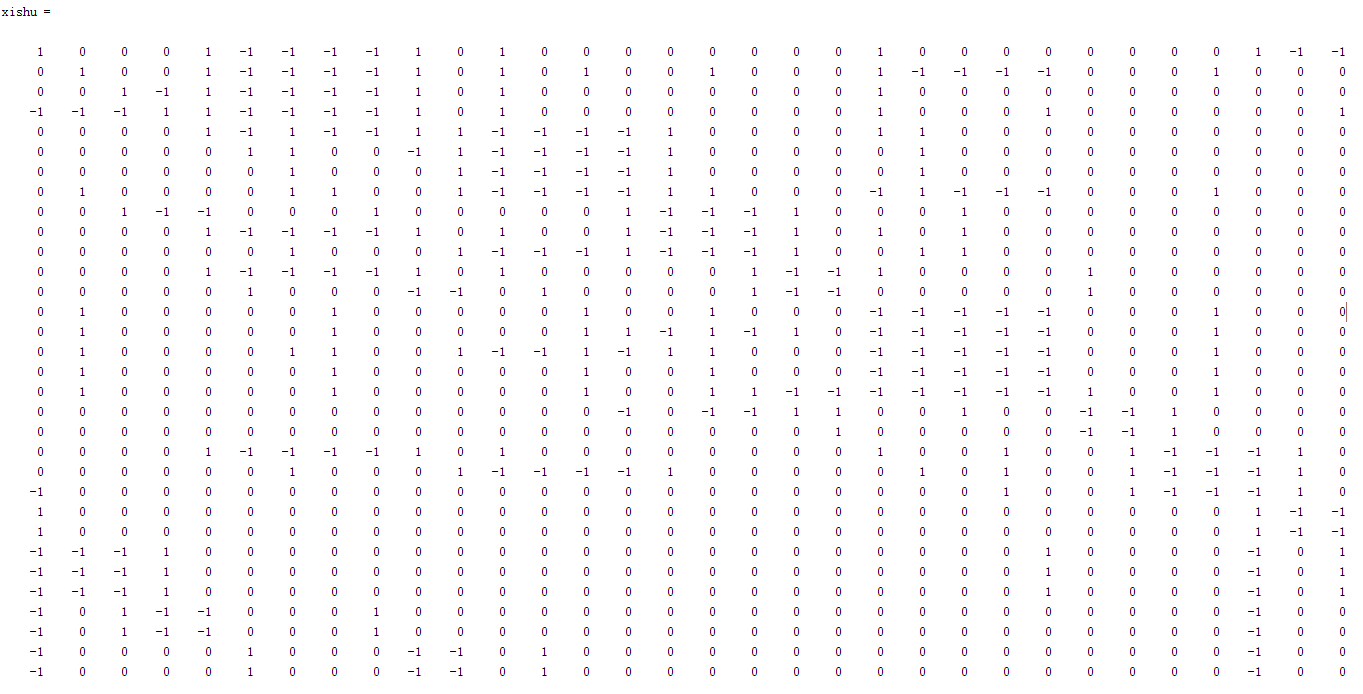 xishu =
1 0 0 0 1 -1 -1 -1 -1 1 0 1 0 0 0 0 0 0 0 0 1 0 0 0 0 0 0 0 0 1 -1 -1
0 1 0 0 1 -1 -1 -1 -1 1 0 1 0 1 0 0 1 0 0 0 1 -1 -1 -1 -1 0 0 0 1 0 0 0
0 0 1 -1 1 -1 -1 -1 -1 1 0 1 0 0 0 0 0 0 0 0 1 0 0 0 0 0 0 0 0 0 0 0
-1 -1 -1 1 1 -1 -1 -1 -1 1 0 1 0 0 0 0 0 0 0 0 1 0 0 0 1 0 0 0 0 0 0 1
0 0 0 0 1 -1 1 -1 -1 1 1 -1 -1 -1 -1 1 0 0 0 0 1 1 0 0 0 0 0 0 0 0 0 0
0 0 0 0 0 1 1 0 0 -1 1 -1 -1 -1 -1 1 0 0 0 0 0 1 0 0 0 0 0 0 0 0 0 0
0 0 0 0 0 0 1 0 0 0 1 -1 -1 -1 -1 1 0 0 0 0 0 1 0 0 0 0 0 0 0 0 0 0
0 1 0 0 0 0 1 1 0 0 1 -1 -1 -1 -1 1 1 0 0 0 -1 1 -1 -1 -1 0 0 0 1 0 0 0
0 0 1 -1 -1 0 0 0 1 0 0 0 0 0 1 -1 -1 -1 1 0 0 0 1 0 0 0 0 0 0 0 0 0
0 0 0 0 1 -1 -1 -1 -1 1 0 1 0 0 1 -1 -1 -1 1 0 1 0 1 0 0 0 0 0 0 0 0 0
0 0 0 0 0 0 1 0 0 0 1 -1 -1 -1 1 -1 -1 -1 1 0 0 1 1 0 0 0 0 0 0 0 0 0
0 0 0 0 1 -1 -1 -1 -1 1 0 1 0 0 0 0 0 1 -1 -1 1 0 0 0 0 1 0 0 0 0 0 0
0 0 0 0 0 1 0 0 0 -1 -1 0 1 0 0 0 0 1 -1 -1 0 0 0 0 0 1 0 0 0 0 0 0
0 1 0 0 0 0 0 1 0 0 0 0 0 1 0 0 1 0 0 0 -1 -1 -1 -1 -1 0 0 0 1 0 0 0
0 1 0 0 0 0 0 1 0 0 0 0 0 1 1 -1 1 -1 1 0 -1 -1 -1 -1 -1 0 0 0 1 0 0 0
0 1 0 0 0 0 1 1 0 0 1 -1 -1 1 -1 1 1 0 0 0 -1 -1 -1 -1 -1 0 0 0 1 0 0 0
0 1 0 0 0 0 0 1 0 0 0 0 0 1 0 0 1 0 0 0 -1 -1 -1 -1 -1 0 0 0 1 0 0 0
0 1 0 0 0 0 0 1 0 0 0 0 0 1 0 0 1 1 -1 -1 -1 -1 -1 -1 -1 1 0 0 1 0 0 0
0 0 0 0 0 0 0 0 0 0 0 0 0 0 -1 0 -1 -1 1 1 0 0 1 0 0 -1 -1 1 0 0 0 0
0 0 0 0 0 0 0 0 0 0 0 0 0 0 0 0 0 0 0 1 0 0 0 0 0 -1 -1 1 0 0 0 0
0 0 0 0 1 -1 -1 -1 -1 1 0 1 0 0 0 0 0 0 0 0 1 0 0 1 0 0 1 -1 -1 -1 1 0
0 0 0 0 0 0 1 0 0 0 1 -1 -1 -1 -1 1 0 0 0 0 0 1 0 1 0 0 1 -1 -1 -1 1 0
-1 0 0 0 0 0 0 0 0 0 0 0 0 0 0 0 0 0 0 0 0 0 0 1 0 0 1 -1 -1 -1 1 0
1 0 0 0 0 0 0 0 0 0 0 0 0 0 0 0 0 0 0 0 0 0 0 0 0 0 0 0 0 1 -1 -1
1 0 0 0 0 0 0 0 0 0 0 0 0 0 0 0 0 0 0 0 0 0 0 0 0 0 0 0 0 1 -1 -1
-1 -1 -1 1 0 0 0 0 0 0 0 0 0 0 0 0 0 0 0 0 0 0 0 0 1 0 0 0 0 -1 0 1
-1 -1 -1 1 0 0 0 0 0 0 0 0 0 0 0 0 0 0 0 0 0 0 0 0 1 0 0 0 0 -1 0 1
-1 -1 -1 1 0 0 0 0 0 0 0 0 0 0 0 0 0 0 0 0 0 0 0 0 1 0 0 0 0 -1 0 1
-1 0 1 -1 -1 0 0 0 1 0 0 0 0 0 0 0 0 0 0 0 0 0 0 0 0 0 0 0 0 -1 0 0
-1 0 1 -1 -1 0 0 0 1 0 0 0 0 0 0 0 0 0 0 0 0 0 0 0 0 0 0 0 0 -1 0 0
-1 0 0 0 0 1 0 0 0 -1 -1 0 1 0 0 0 0 0 0 0 0 0 0 0 0 0 0 0 0 -1 0 0
-1 0 0 0 0 1 0 0 0 -1 -1 0 1 0 0 0 0 0 0 0 0 0 0 0 0 0 0 0 0 -1 0 0